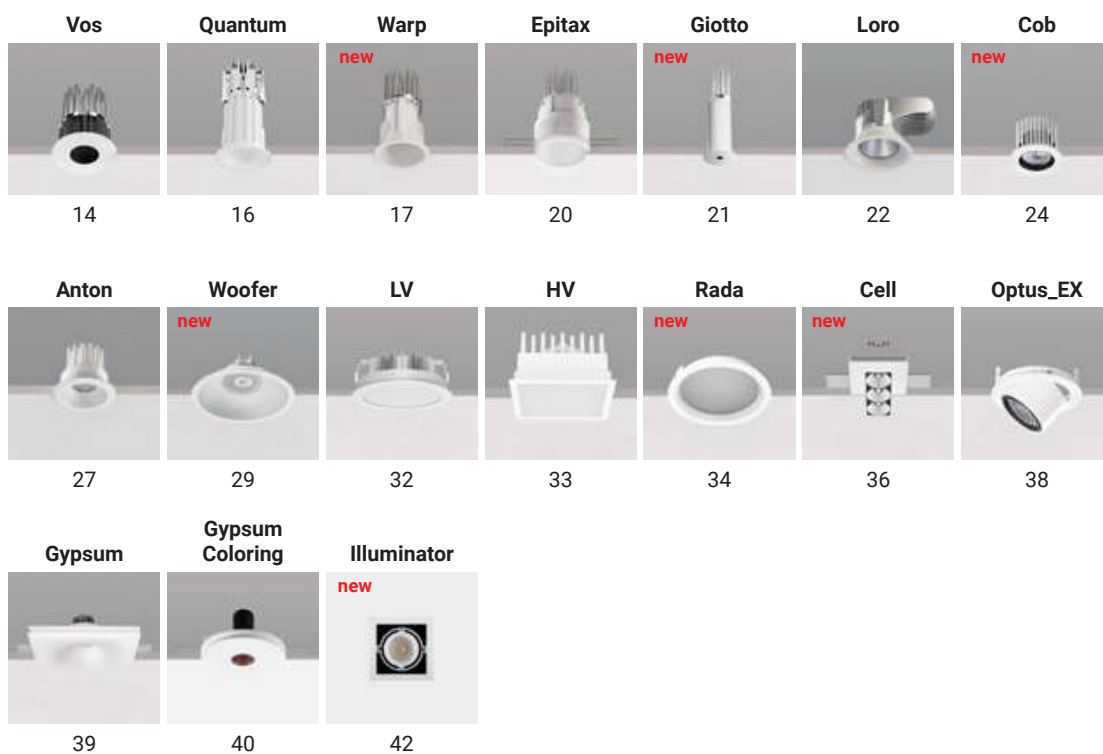 Vos Quantum Warp Epitax Giotto Loro Cob
new new new
14 16 17 20 21 22 24
Anton Woofer LV HV Rada Cell Optus_EX
new new new
27 29 32 33 34 36 38
Gypsum
Gypsum Coloring
Illuminator
new
39 40 42